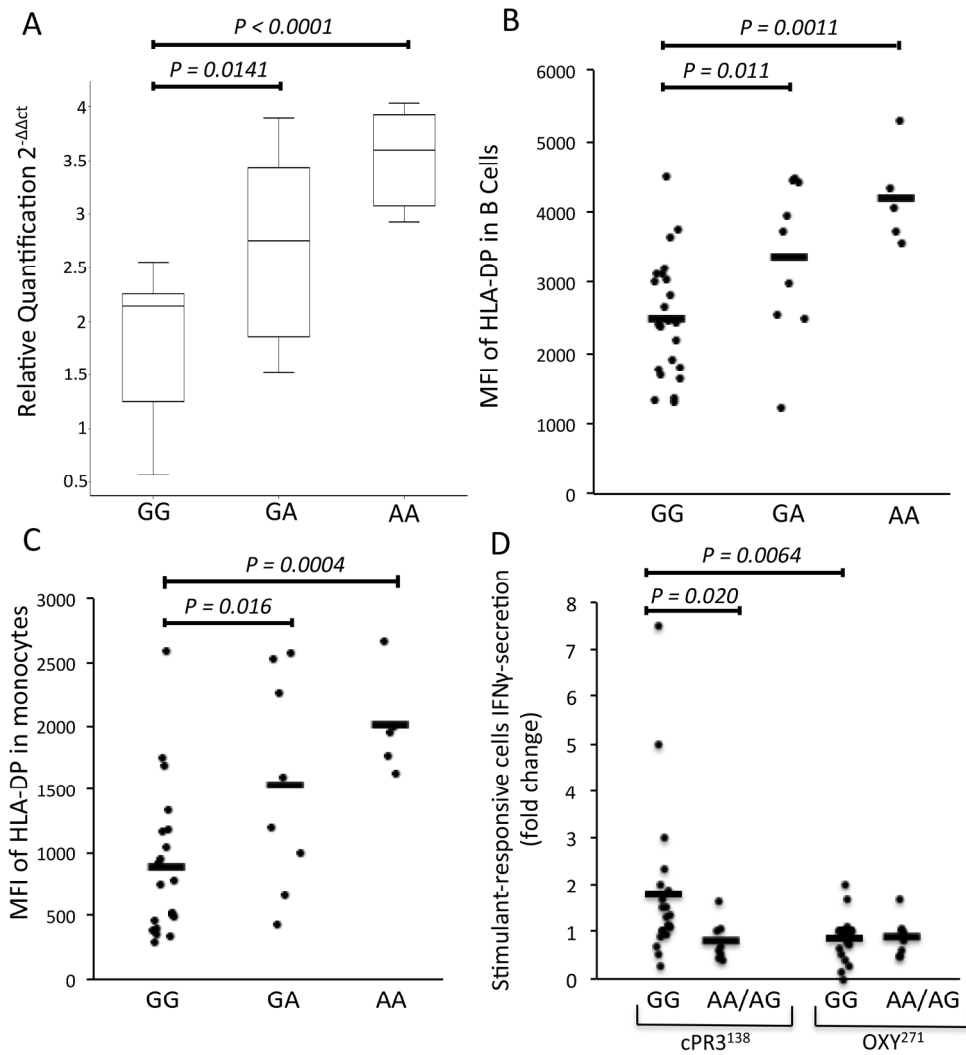 A
P < 0.0001
P = 0.0141
Relative Quantification 2^-ΔΔct
4
3.5
3
2.5
2
1.5
1
0.5
GG GA AA
B
P = 0.0011
P = 0.011
MFI of HLA-DP in B Cells
6000
5000
4000
3000
2000
1000
0
GG GA AA
C
P = 0.0004
P = 0.016
MFI of HLA-DP in monocytes
3000
2500
2000
1500
1000
500
0
GG GA AA
D
P = 0.0064
P = 0.020
Stimulant-responsive cells IFNγ-secretion
(fold change)
8
7
6
5
4
3
2
1
0
GG AA/AG GG AA/AG
cPR3^138 OXY^271